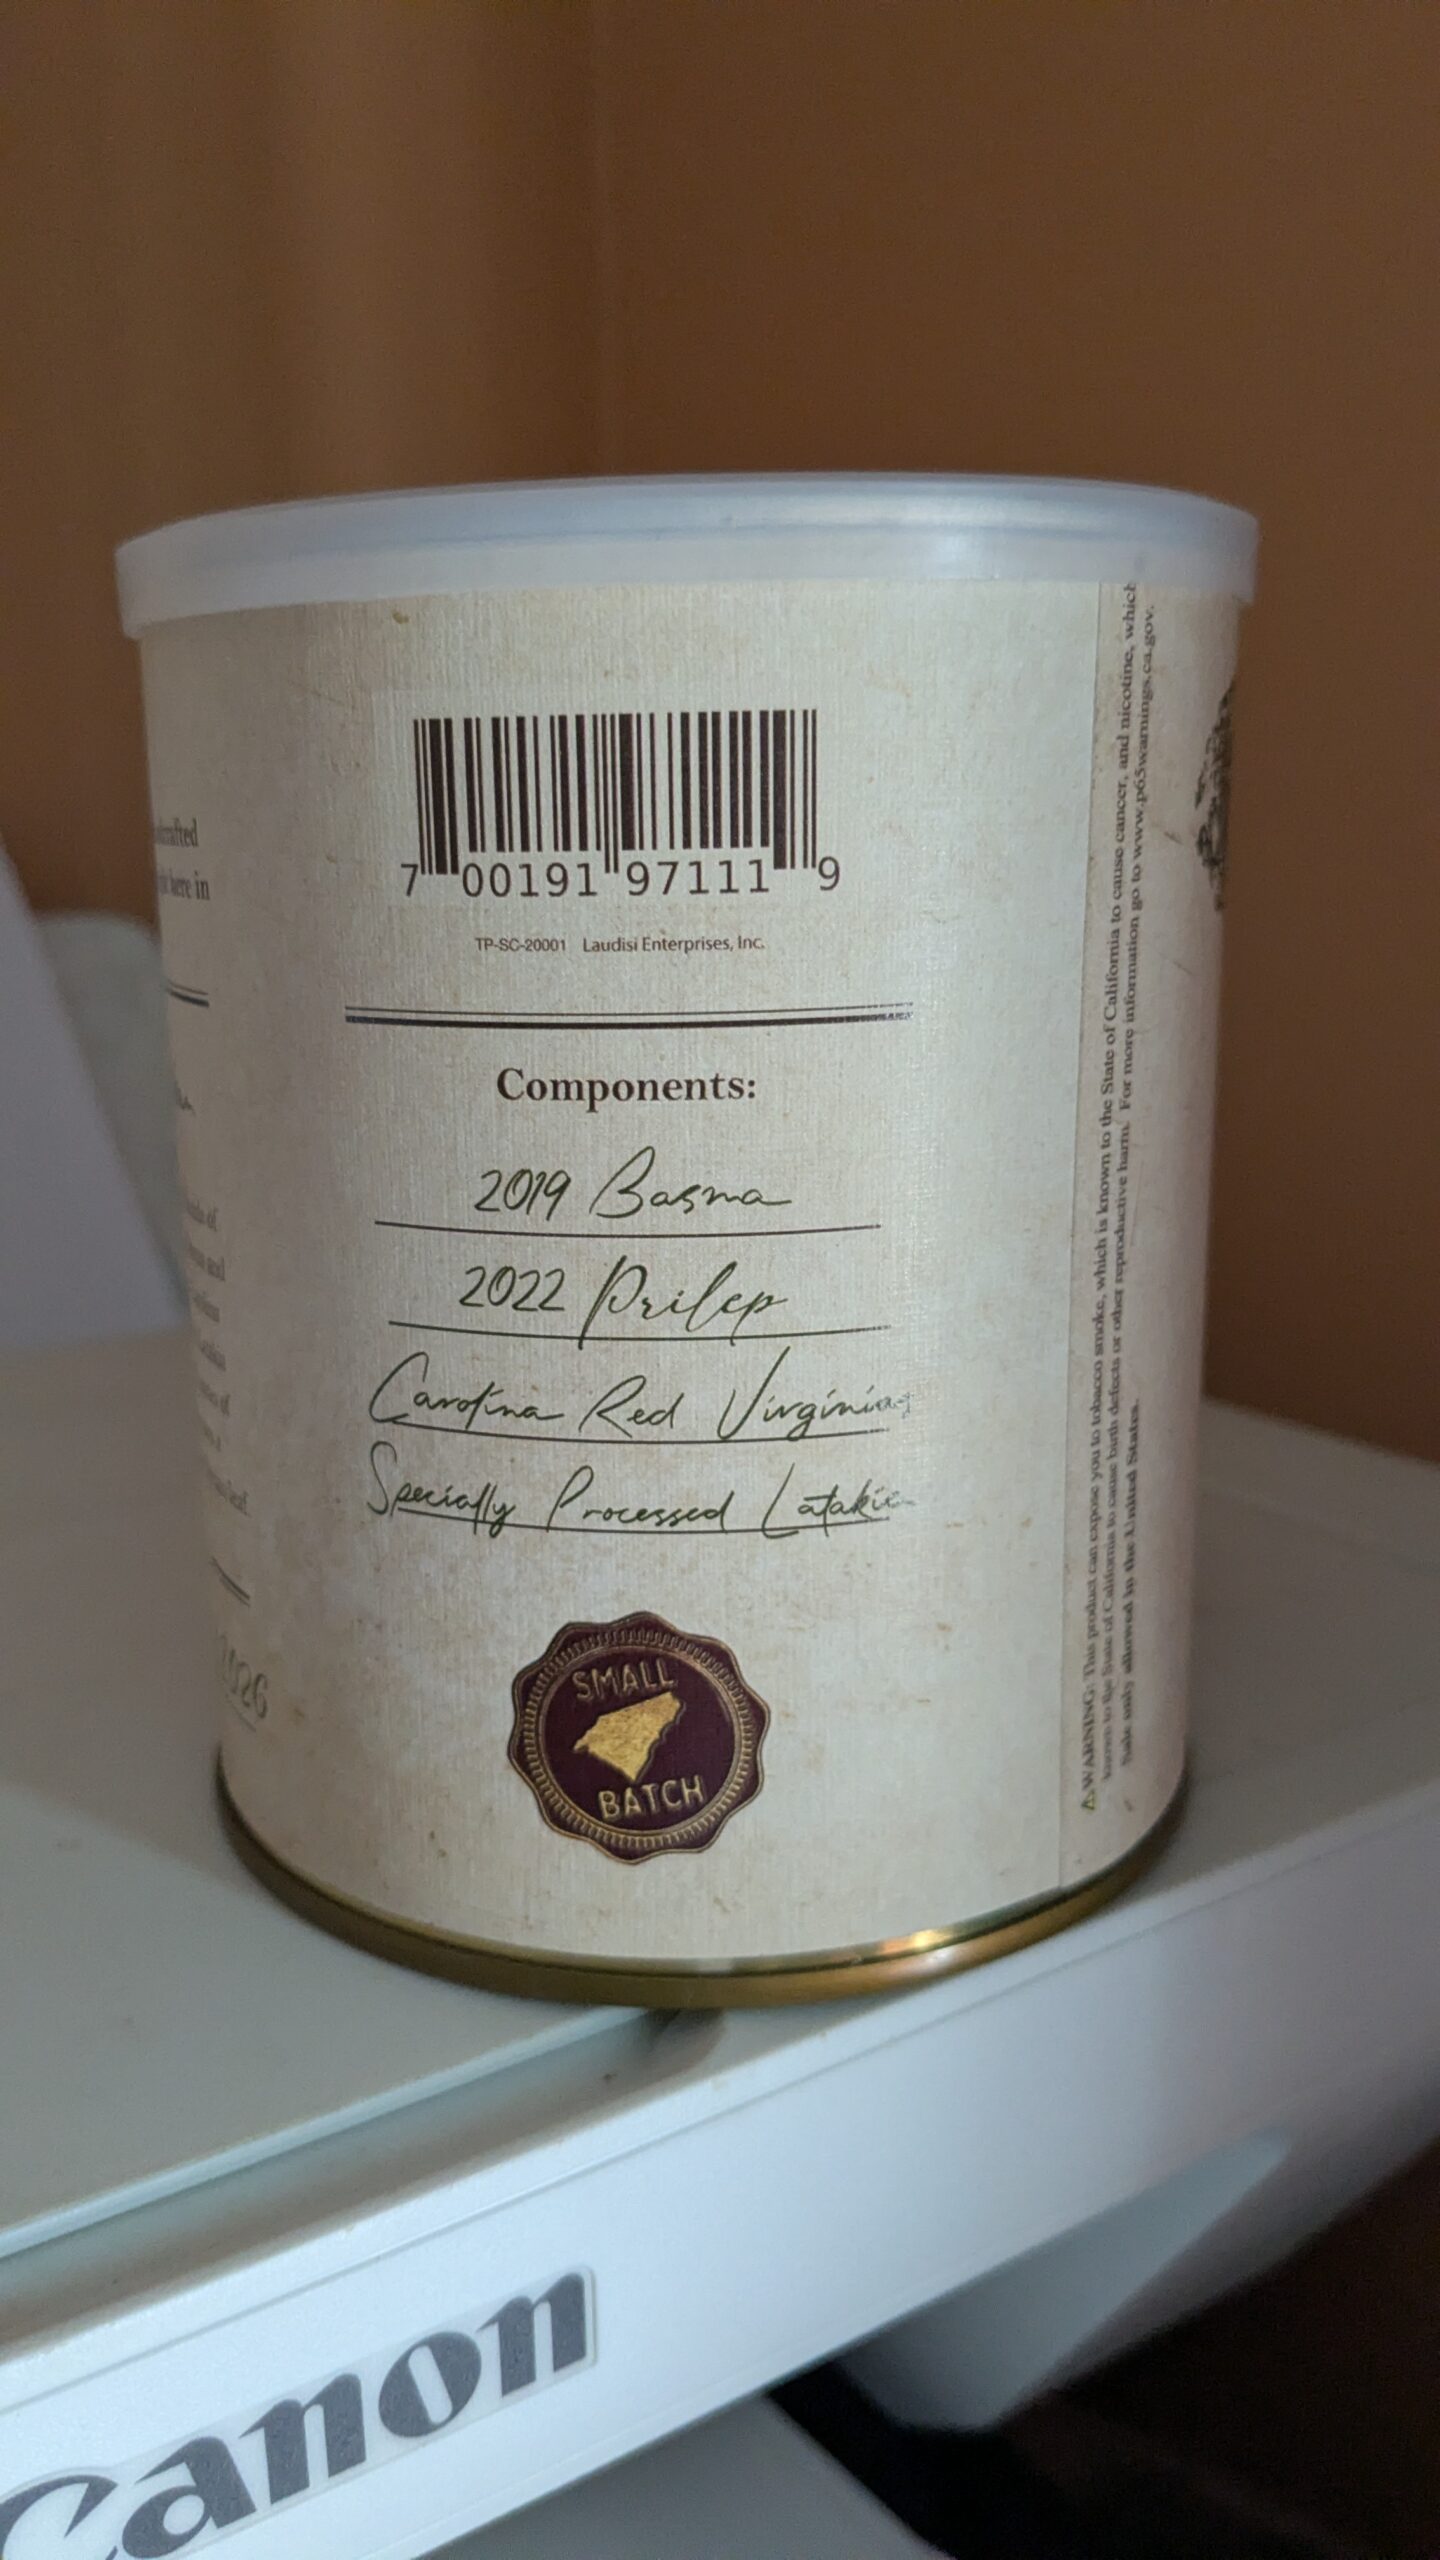 here in
7 00191 97111 9
TP-SC-20001 Laudisi Enterprises, Inc.
Components:
2019 Basma
2022 Prilep
Carolina Red Virginias
Specially Processed Latakia
SMALL
BATCH
⚠WARNING: This product can expose you to tobacco smoke, which is known to the State of California to cause cancer, and nicotine, which
known to the State of California to cause birth defects or other reproductive harm. For more information go to www.p65warnings.ca.gov.
Sale only allowed in the United States.
Canon